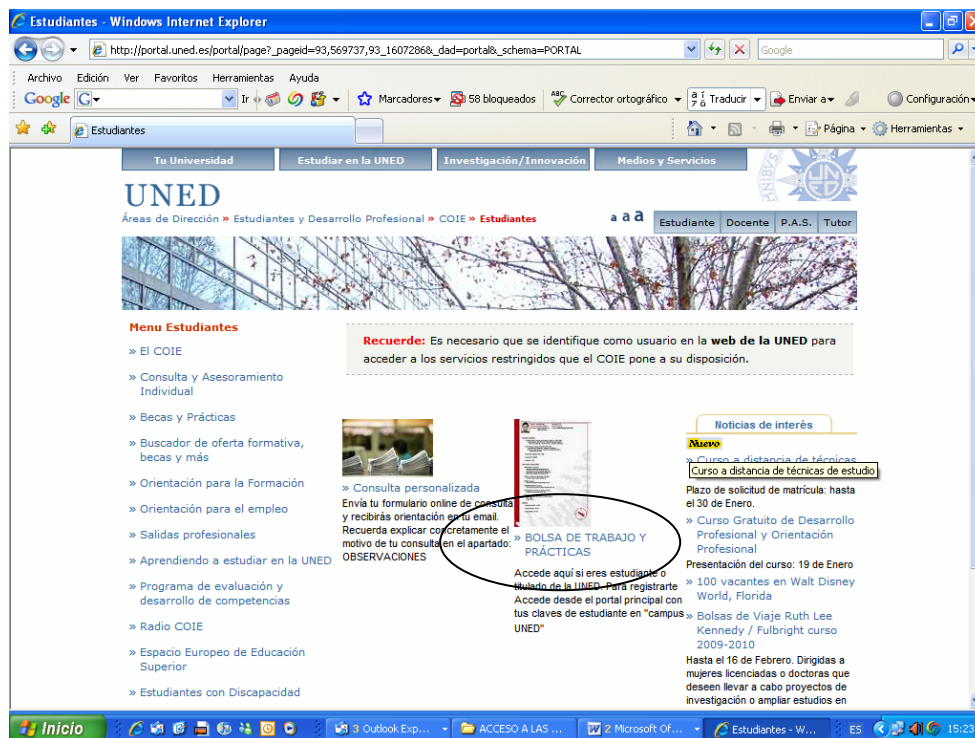 Estudiantes - Windows Internet Explorer
http://portal.uned.es/portal/page?_pageid=93,569737,93_1607286&_dad=portal&_schema=PORTAL
Google
Archivo Edición Ver Favoritos Herramientas Ayuda
Google Ir Marcadores 58 bloqueados Corrector ortográfico Traducir Enviar a Configuración
Estudiantes Página Herramientas
Tu Universidad Estudiar en la UNED Investigación/Innovación Medios y Servicios
UNED
Áreas de Dirección » Estudiantes y Desarrollo Profesional » COIE » Estudiantes
a a a
Estudiante Docente P.A.S. Tutor
Menu Estudiantes
» El COIE
» Consulta y Asesoramiento
Individual
» Becas y Prácticas
» Buscador de oferta formativa,
becas y más
» Orientación para la Formación
» Orientación para el empleo
» Salidas profesionales
» Aprendiendo a estudiar en la UNED
» Programa de evaluación y
desarrollo de competencias
» Radio COIE
» Espacio Europeo de Educación
Superior
» Estudiantes con Discapacidad
Recuerde: Es necesario que se identifique como usuario en la web de la UNED para
acceder a los servicios restringidos que el COIE pone a su disposición.
» Consulta personalizada
Envía tu formulario online de consulta
y recibirás orientación en tu email.
Recuerda explicar concretamente el
motivo de tu consulta en el apartado:
OBSERVACIONES
» BOLSA DE TRABAJO Y
PRÁCTICAS
Accede aquí si eres estudiante o
titulado de la UNED. Para registrarte
Accede desde el portal principal con
tus claves de estudiante en "campus
UNED"
Noticias de interés
Nuevo
» Curso a distancia de técnicas
Curso a distancia de técnicas de estudio
Plazo de solicitud de matrícula: hasta
el 30 de Enero.
» Curso Gratuito de Desarrollo
Profesional y Orientación
Profesional
Presentación del curso: 19 de Enero
» 100 vacantes en Walt Disney
World, Florida
» Bolsas de Viaje Ruth Lee
Kennedy / Fulbright curso
2009-2010
Hasta el 16 de Febrero. Dirigidas a
mujeres licenciadas o doctoras que
deseen llevar a cabo proyectos de
investigación o ampliar estudios en
Inicio 3 Outlook Exp... ACCESO A LAS ... 2 Microsoft Of... Estudiantes - W... ES 15:23